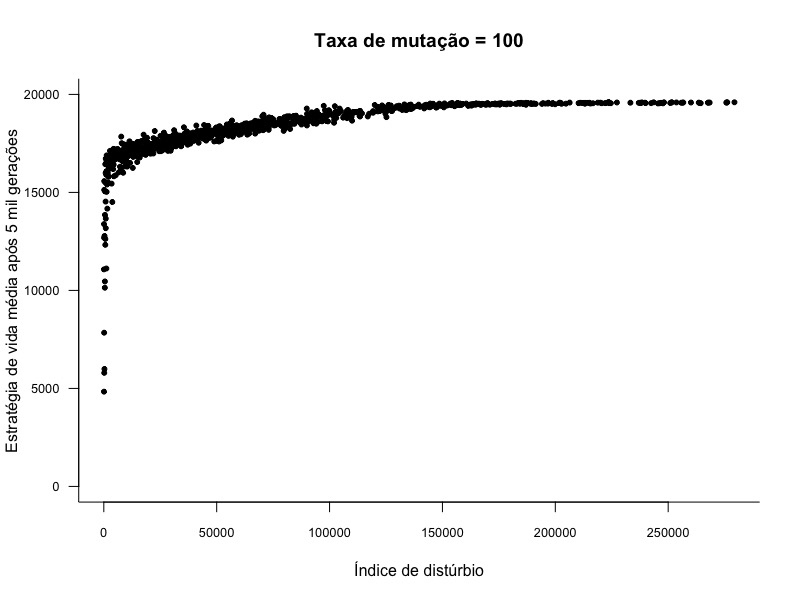 Taxa de mutação = 100
Estratégia de vida média após 5 mil gerações
20000
15000
10000
5000
0
0 50000 100000 150000 200000 250000
Índice de distúrbio